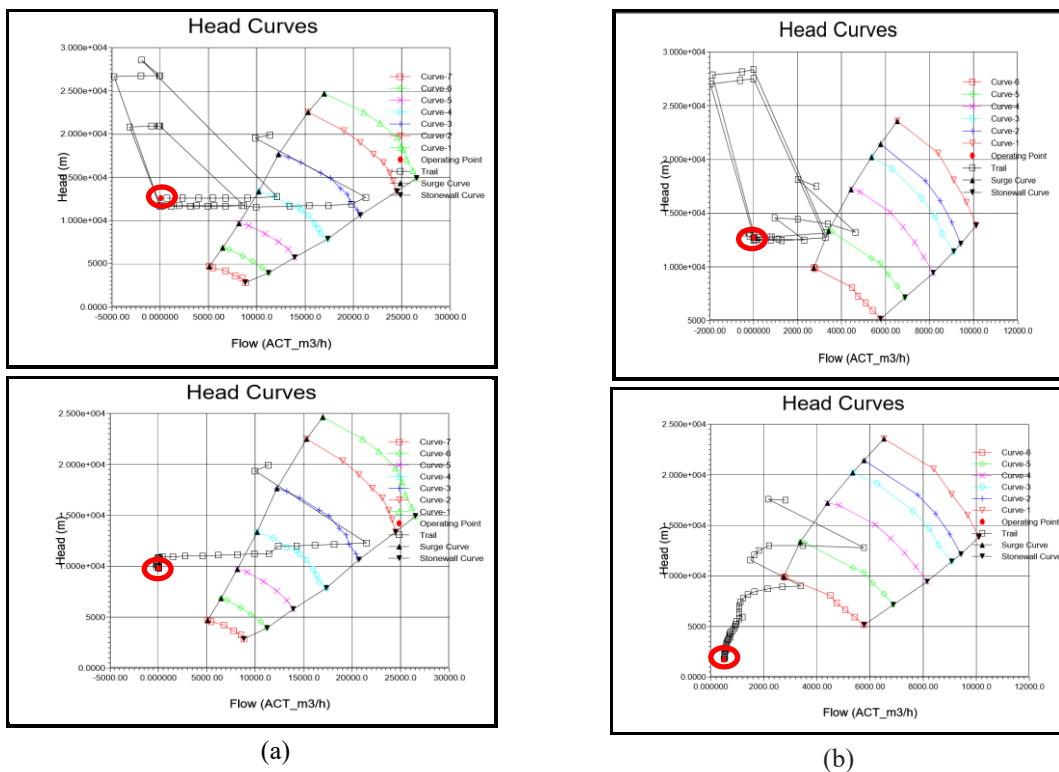 Head Curves
Head (m)
3.000e+004
2.500e+004
2.000e+004
1.500e+004
1.000e+004
5000
0.0000
-5000.00
0.000000
5000.00
10000.0
15000.0
20000.0
25000.0
30000.0
Flow (ACT_m3/h)
Curve-7
Curve-6
Curve-5
Curve-4
Curve-3
Curve-2
Curve-1
Operating Point
Trail
Surge Curve
Stonewall Curve
Head Curves
Head (m)
3.000e+004
2.500e+004
2.000e+004
1.500e+004
1.000e+004
5000
-2000.00
0.000000
2000.00
4000.00
6000.00
8000.00
10000.0
12000.0
Flow (ACT_m3/h)
Curve-6
Curve-5
Curve-4
Curve-3
Curve-2
Curve-1
Operating Point
Trail
Surge Curve
Stonewall Curve
Head Curves
Head (m)
2.500e+004
2.000e+004
1.500e+004
1.000e+004
5000
0.0000
-5000.00
0.000000
5000.00
10000.0
15000.0
20000.0
25000.0
30000.0
Flow (ACT_m3/h)
Curve-7
Curve-6
Curve-5
Curve-4
Curve-3
Curve-2
Curve-1
Operating Point
Trail
Surge Curve
Stonewall Curve
(a)
Head Curves
Head (m)
2.500e+004
2.000e+004
1.500e+004
1.000e+004
5000
0.0000
0.000000
2000.00
4000.00
6000.00
8000.00
10000.0
12000.0
Flow (ACT_m3/h)
Curve-6
Curve-5
Curve-4
Curve-3
Curve-2
Curve-1
Operating Point
Trail
Surge Curve
Stonewall Curve
(b)